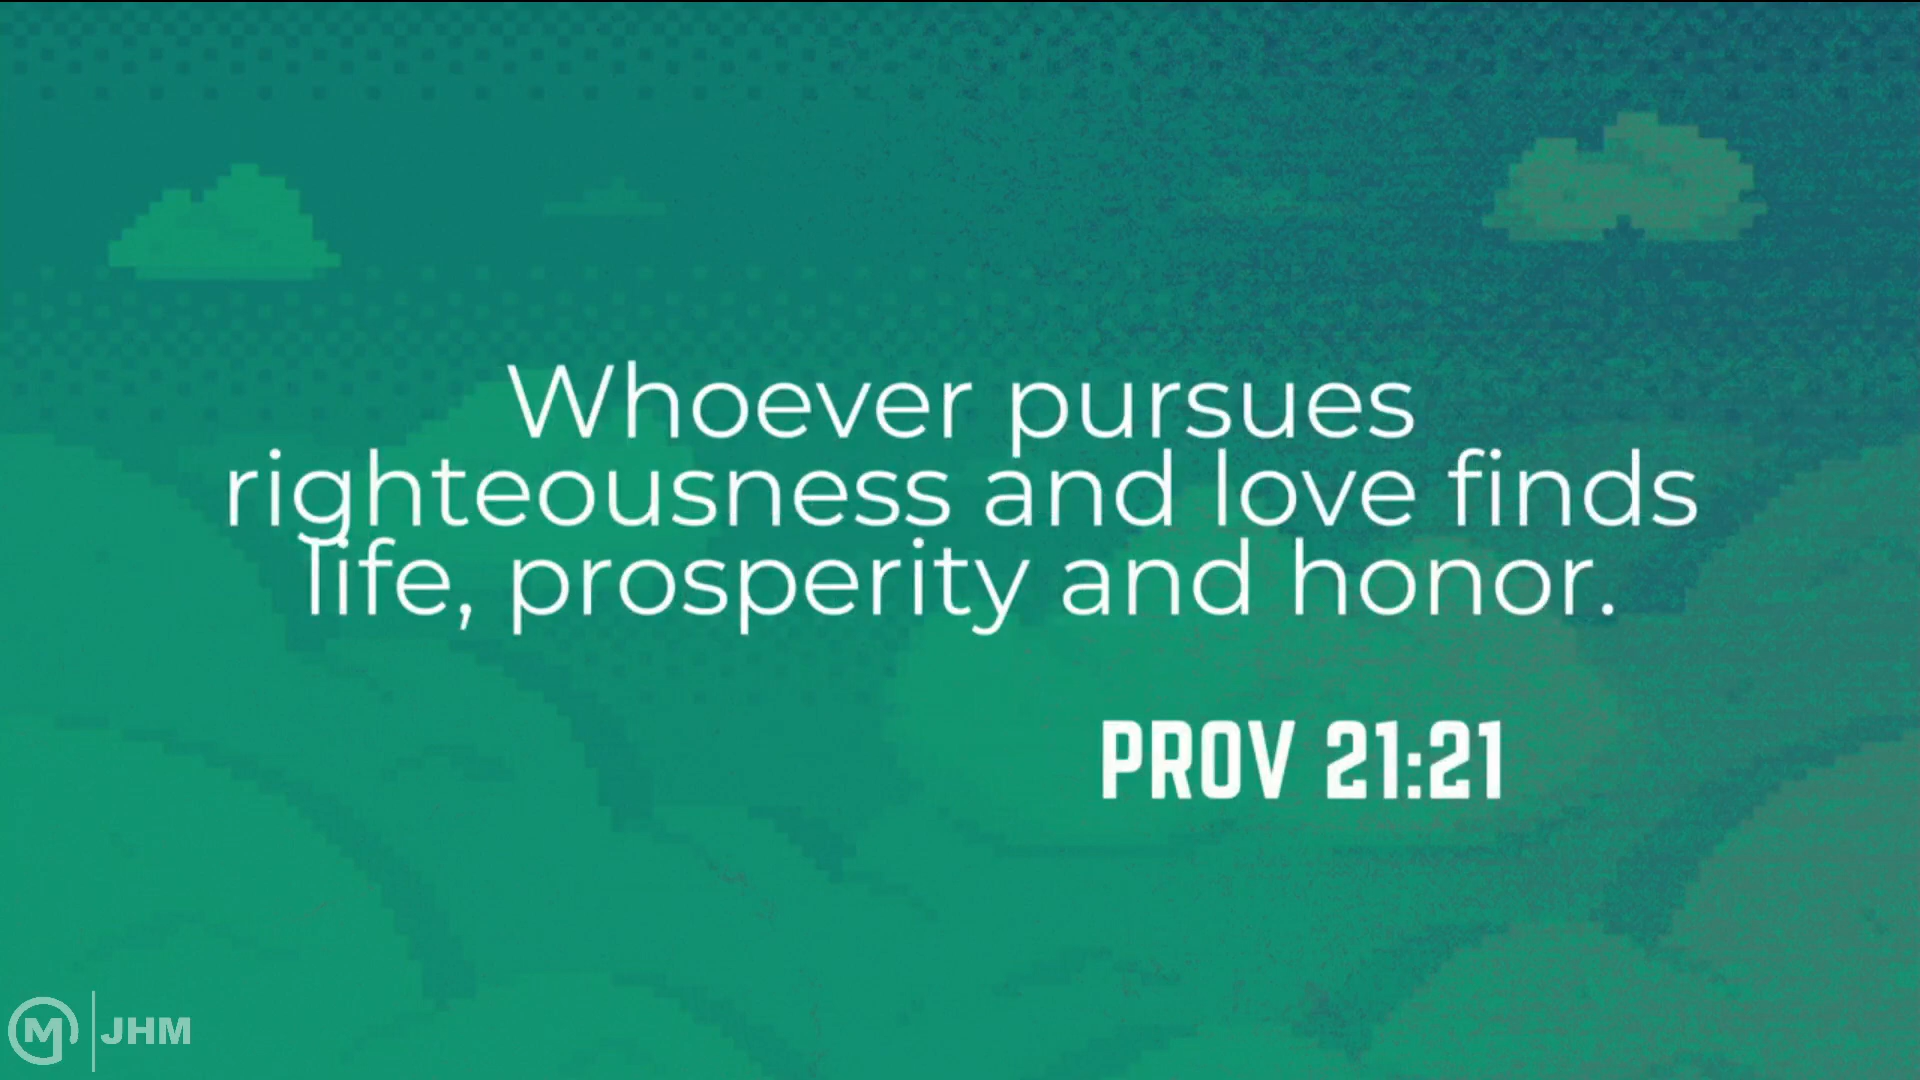 Whoever pursues
righteousness and love finds
life, prosperity and honor.
PROV 21:21
M JHM